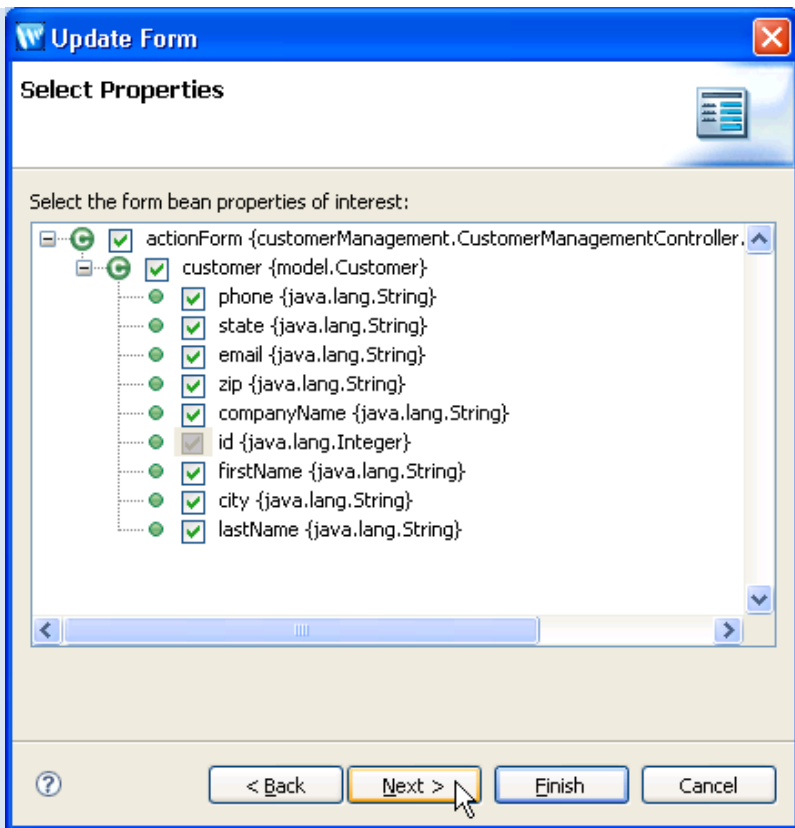 Update Form
Select Properties
Select the form bean properties of interest:
actionForm {customerManagement.CustomerManagementController.
customer {model.Customer}
phone {java.lang.String}
state {java.lang.String}
email {java.lang.String}
zip {java.lang.String}
companyName {java.lang.String}
id {java.lang.Integer}
firstName {java.lang.String}
city {java.lang.String}
lastName {java.lang.String}
< Back Next > Finish Cancel